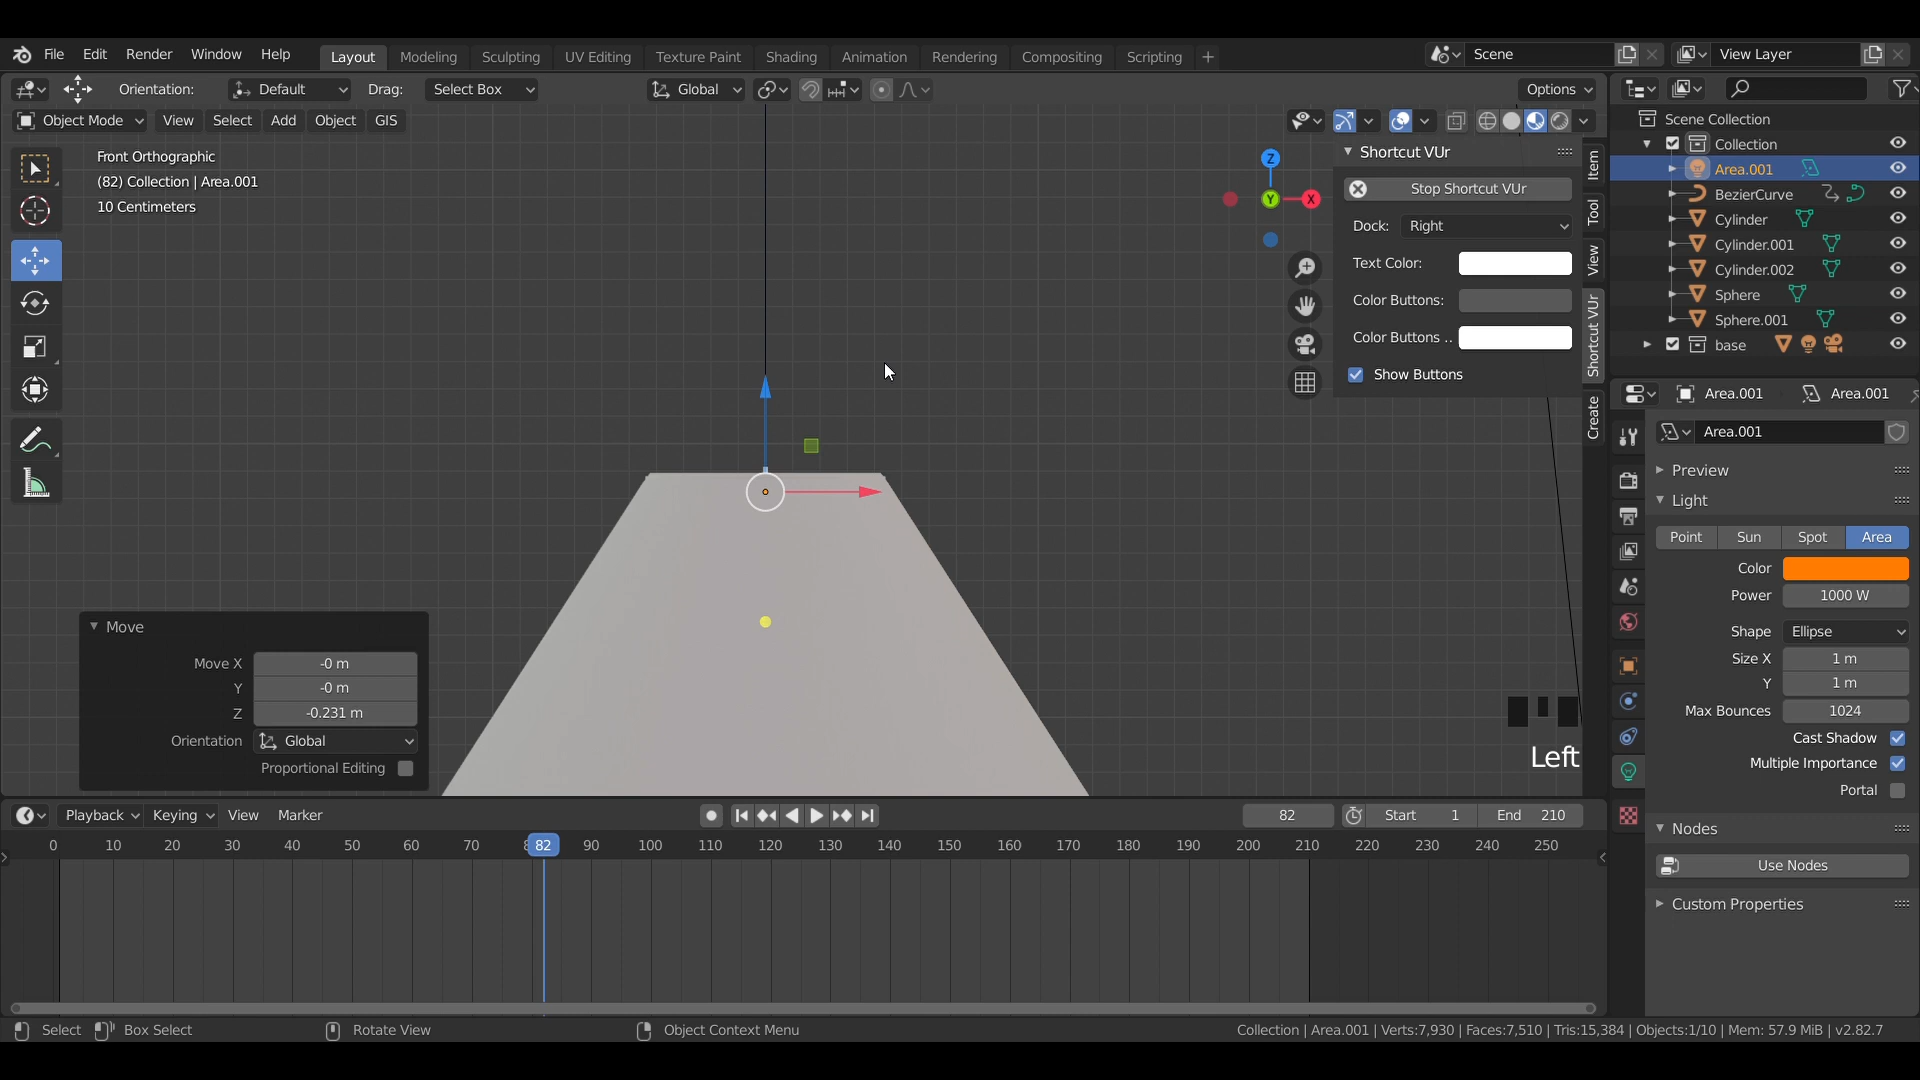 File Edit Render Window Help Layout Modeling Sculpting UV Editing Texture Paint Shading Animation Rendering Compositing Scripting + Scene View Layer
Orientation: Default Drag: Select Box Global Options
Object Mode View Select Add Object GIS
Front Orthographic
(82) Collection | Area.001
10 Centimeters
Z
Y
X
Shortcut VUr
Stop Shortcut VUr
Dock: Right
Text Color:
Color Buttons:
Color Buttons ..
Show Buttons
Item
Tool
View
Shortcut VUr
Create
Scene Collection
Collection
Area.001
BezierCurve
Cylinder
Cylinder.001
Cylinder.002
Sphere
Sphere.001
base
Area.001 Area.001
Area.001
Preview
Light
Point Sun Spot Area
Color
Power 1000 W
Shape Ellipse
Size X 1 m
Y 1 m
Max Bounces 1024
Cast Shadow
Multiple Importance
Portal
Nodes
Use Nodes
Custom Properties
Move
Move X -0 m
Y -0 m
Z -0.231 m
Orientation Global
Proportional Editing
Left
Playback Keying View Marker 82 Start 1 End 210
0 10 20 30 40 50 60 70 82 90 100 110 120 130 140 150 160 170 180 190 200 210 220 230 240 250
Select Box Select Rotate View Object Context Menu Collection | Area.001 | Verts:7,930 | Faces:7,510 | Tris:15,384 | Objects:1/10 | Mem: 57.9 MiB | v2.82.7